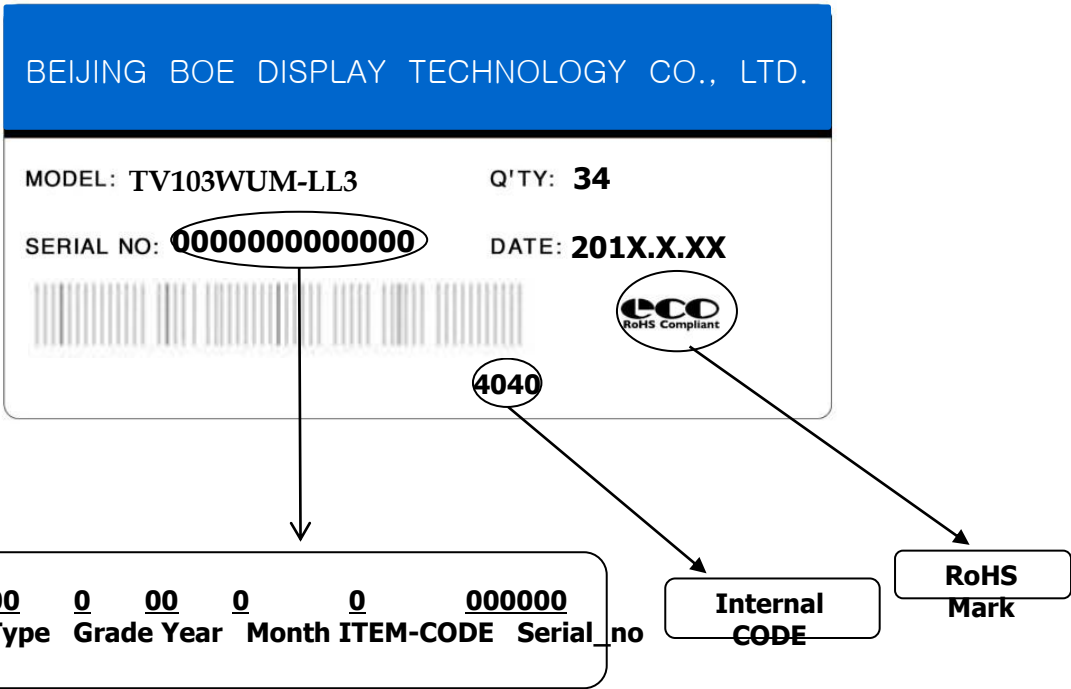 BEIJING BOE DISPLAY TECHNOLOGY CO., LTD.
MODEL: TV103WUM-LL3 Q'TY: 34
SERIAL NO: 0000000000000 DATE: 201X.X.XX
eco
RoHS Compliant
4040
00 0 00 0 0 000000
Type Grade Year Month ITEM-CODE Serial_no
Internal
CODE
RoHS
Mark